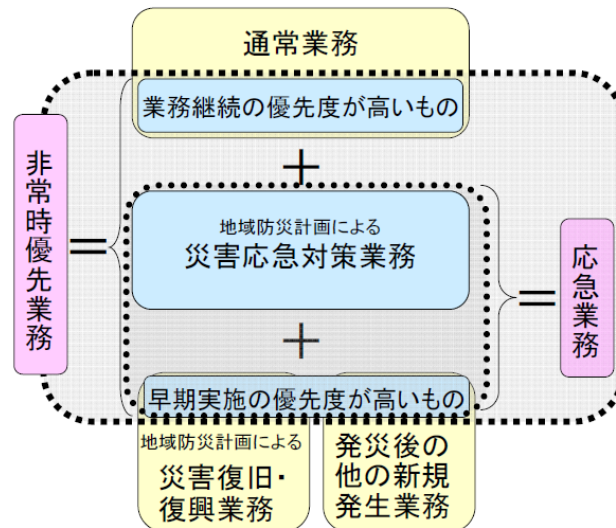 通常業務
業務継続の優先度が高いもの
＋
非常時優先業務
＝
地域防災計画による
災害応急対策業務
＝
応急業務
＋
早期実施の優先度が高いもの
地域防災計画による
災害復旧・
復興業務
発災後の
他の新規
発生業務